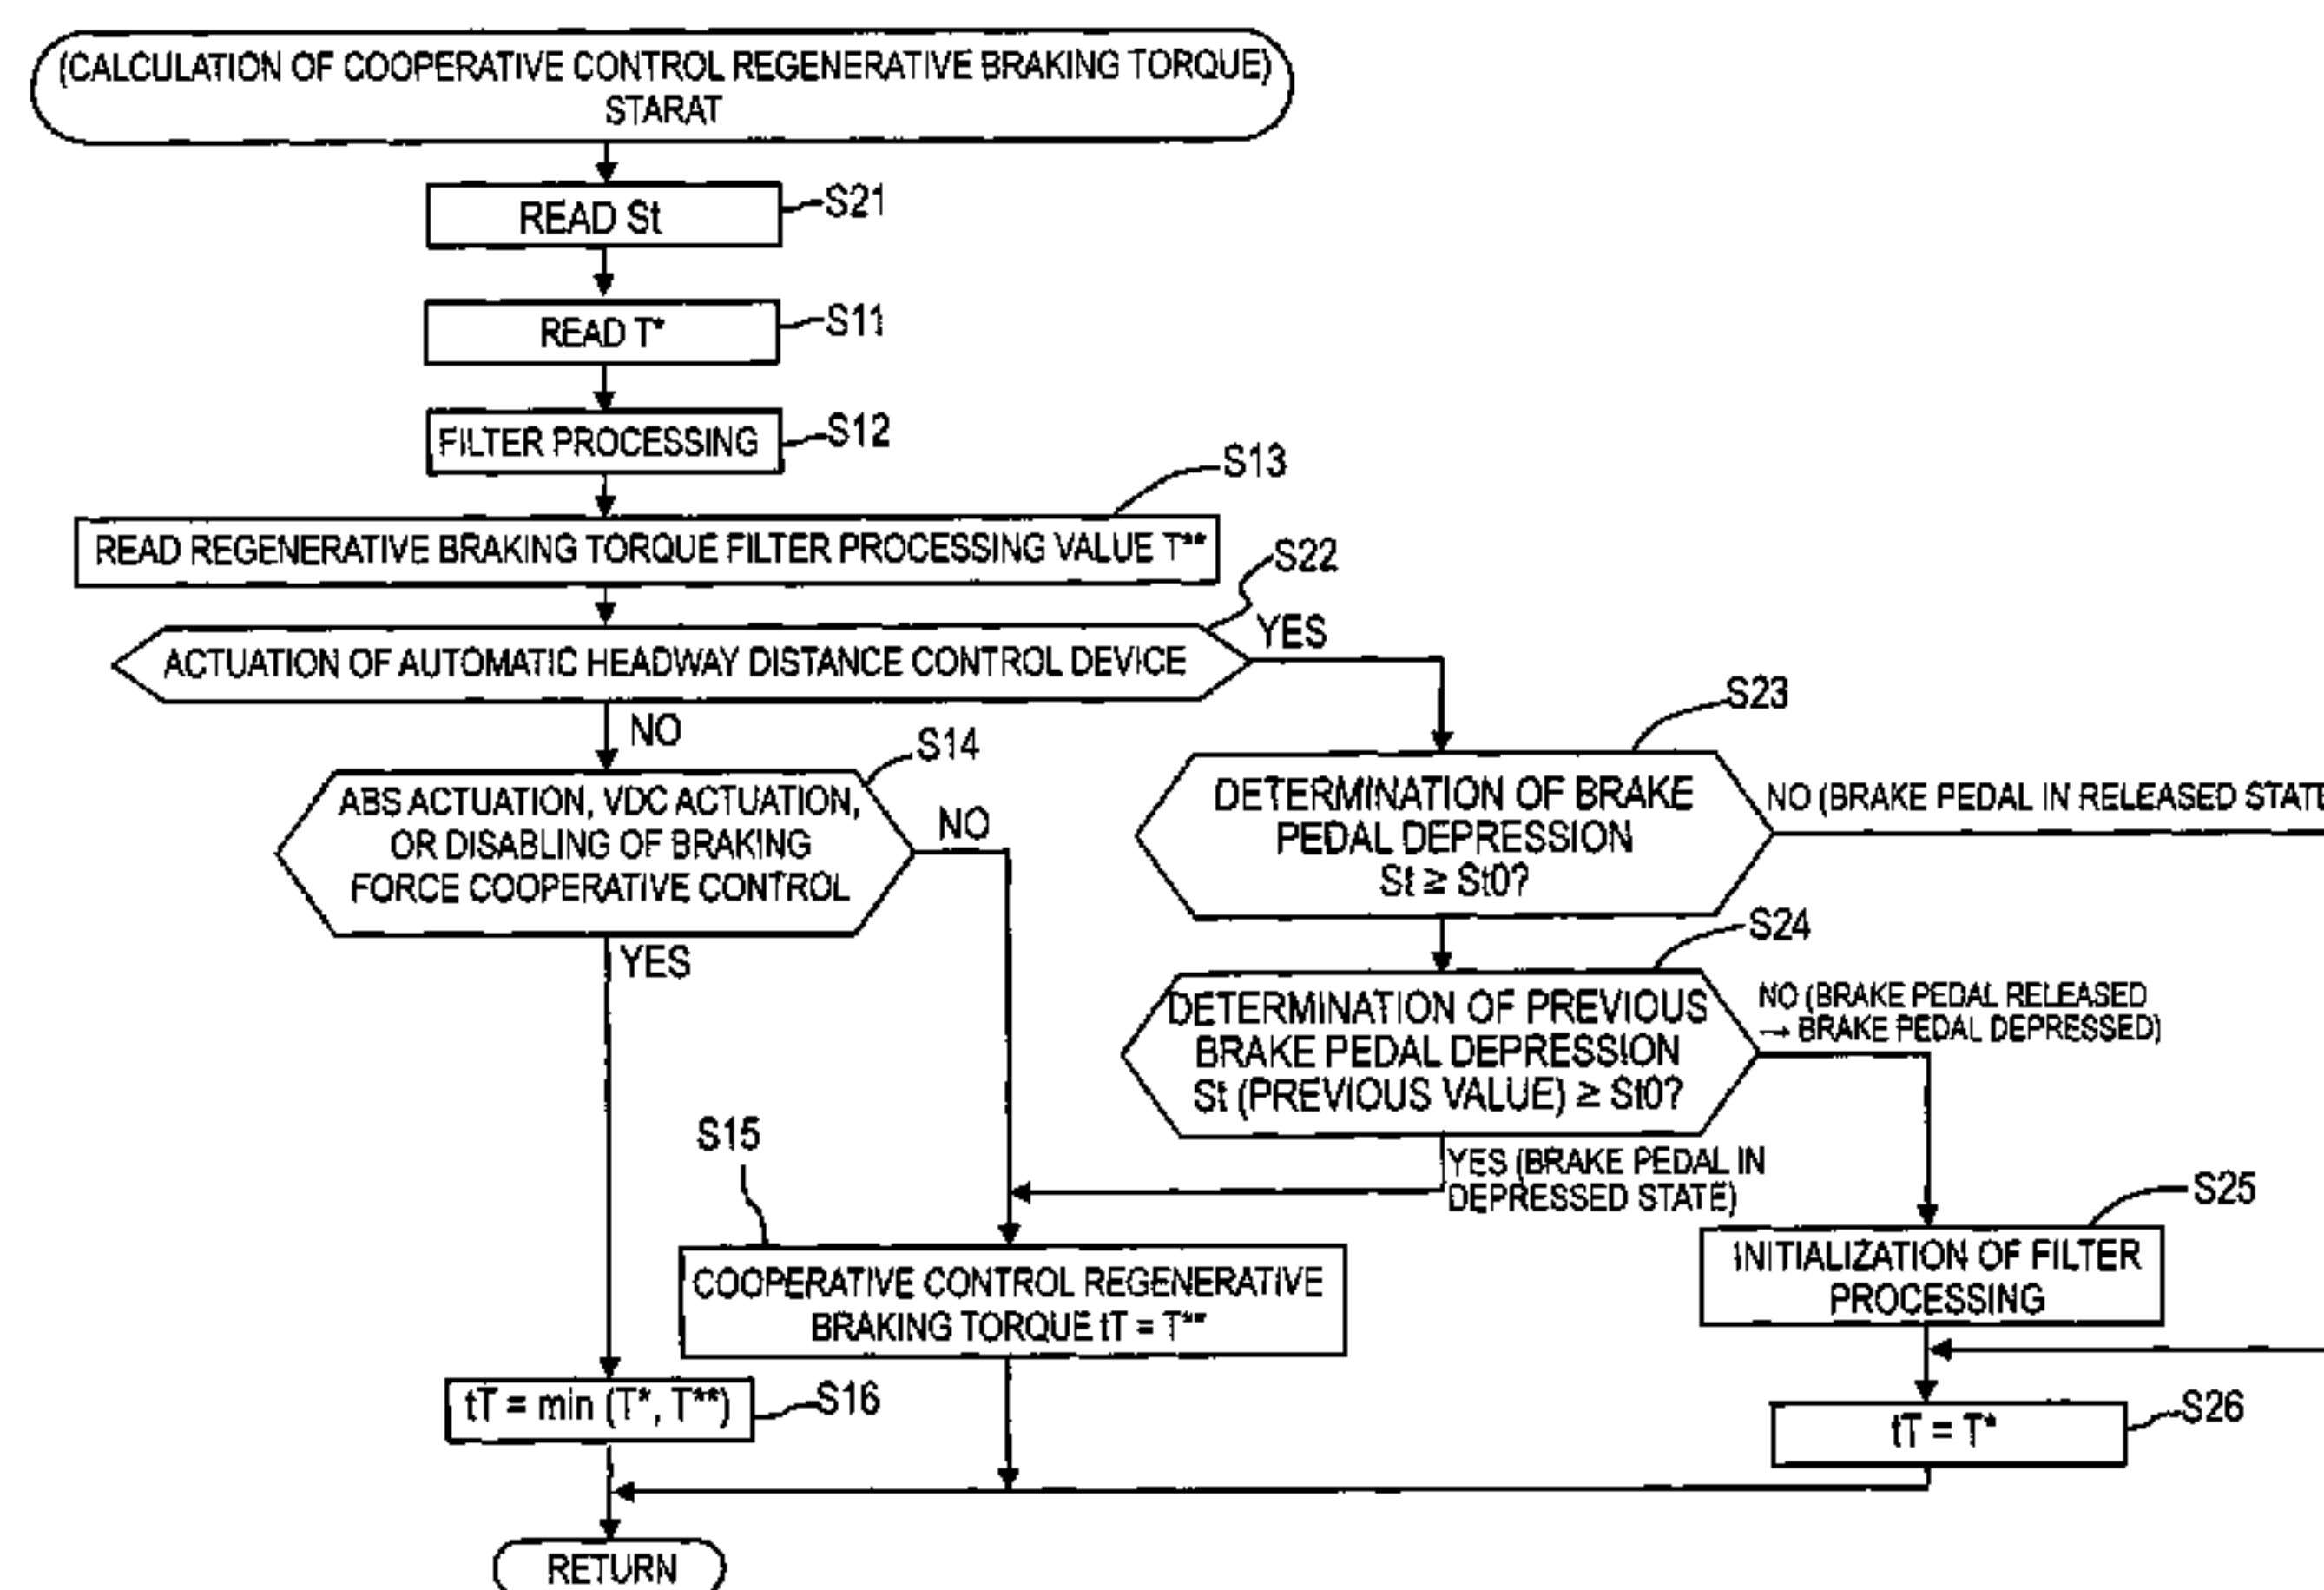 (CALCULATION OF COOPERATIVE CONTROL REGENERATIVE BRAKING TORQUE)
STARAT
READ St
S21
READ T*
S11
FILTER PROCESSING
S12
S13
READ REGENERATIVE BRAKING TORQUE FILTER PROCESSING VALUE T**
S22
ACTUATION OF AUTOMATIC HEADWAY DISTANCE CONTROL DEVICE
YES
NO
S14
ABS ACTUATION, VDC ACTUATION,
OR DISABLING OF BRAKING
FORCE COOPERATIVE CONTROL
NO
YES
S23
DETERMINATION OF BRAKE
PEDAL DEPRESSION
St ≥ St0?
NO (BRAKE PEDAL IN RELEASED STATE
S24
DETERMINATION OF PREVIOUS
BRAKE PEDAL DEPRESSION
St (PREVIOUS VALUE) ≥ St0?
NO (BRAKE PEDAL RELEASED
→ BRAKE PEDAL DEPRESSED)
YES (BRAKE PEDAL IN
DEPRESSED STATE)
S15
COOPERATIVE CONTROL REGENERATIVE
BRAKING TORQUE tT = T**
S25
INITIALIZATION OF FILTER
PROCESSING
tT = min (T*, T**)
S16
tT = T*
S26
RETURN